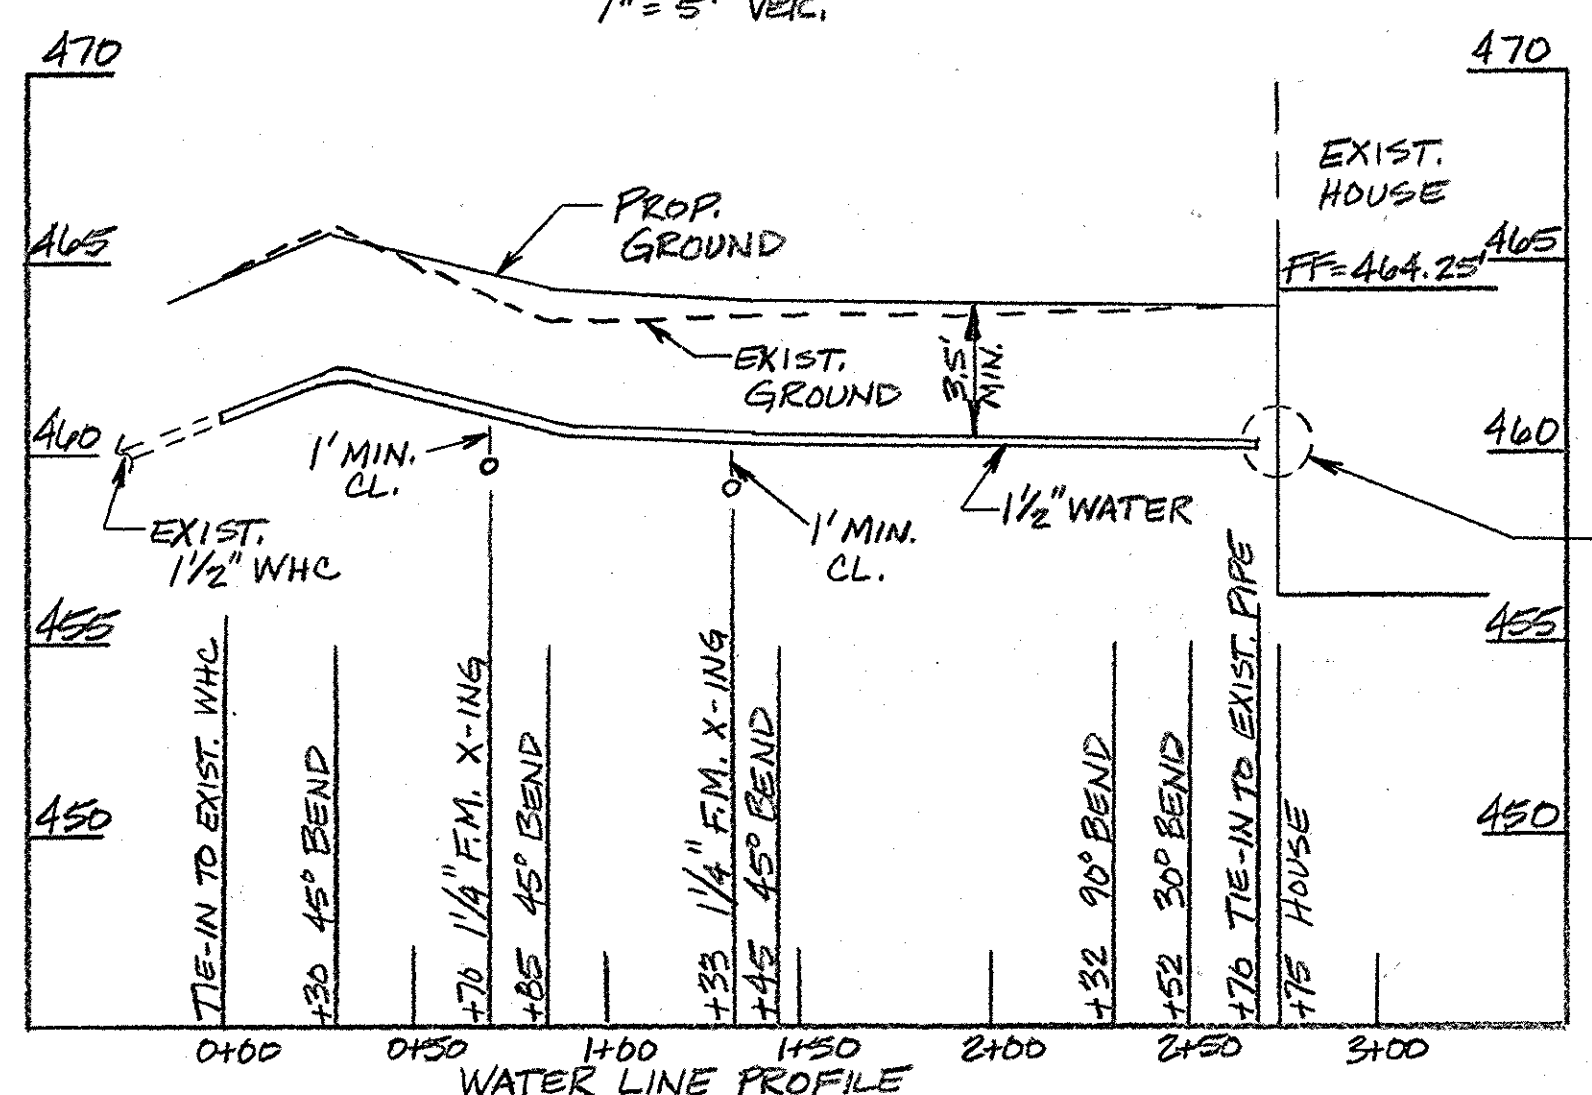 1" = 5' VER.
470
470
EXIST.
HOUSE
PROP.
GROUND
465
465
FF=464.25'
EXIST.
GROUND
3.5'
MIN.
460
460
1' MIN.
CL.
EXIST.
1½" WHC
1' MIN.
CL.
1½" WATER
455
455
450
450
TIE-IN TO EXIST. WHC
+30 45° BEND
+70 1¼" F.M. X-ING
+85 45° BEND
+33 1¼" F.M. X-ING
+45 45° BEND
+32 90° BEND
+52 30° BEND
+70 TIE-IN TO EXIST. PIPE
+75 HOUSE
0+00
0+50
1+00
1+50
2+00
2+50
3+00
WATER LINE PROFILE